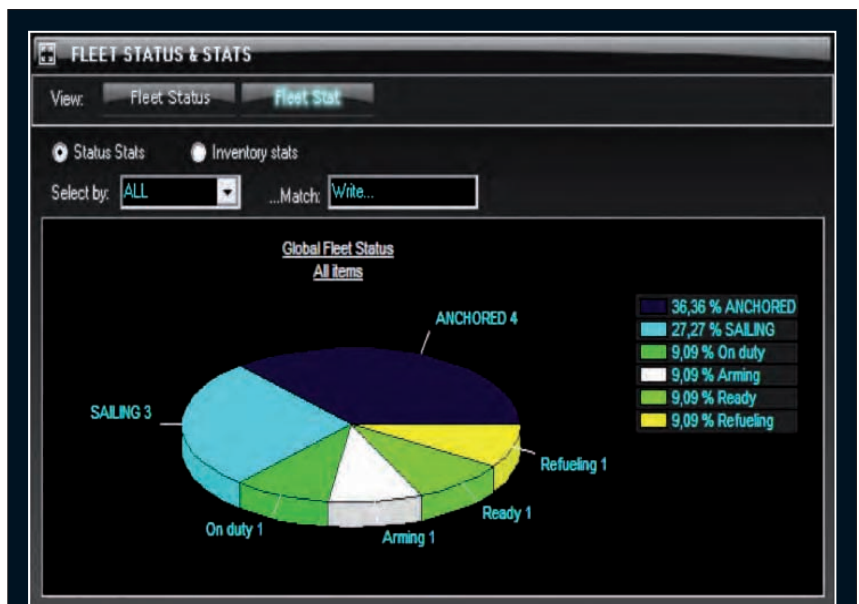 FLEET STATUS & STATS
View: Fleet Status Fleet Stat
Status Stats Inventory stats
Select by: ALL ...Match: Write...
Global Fleet Status
All items
ANCHORED 4
SAILING 3
On duty 1
Arming 1
Ready 1
Refueling 1
36,36 % ANCHORED
27,27 % SAILING
9,09 % On duty
9,09 % Arming
9,09 % Ready
9,09 % Refueling